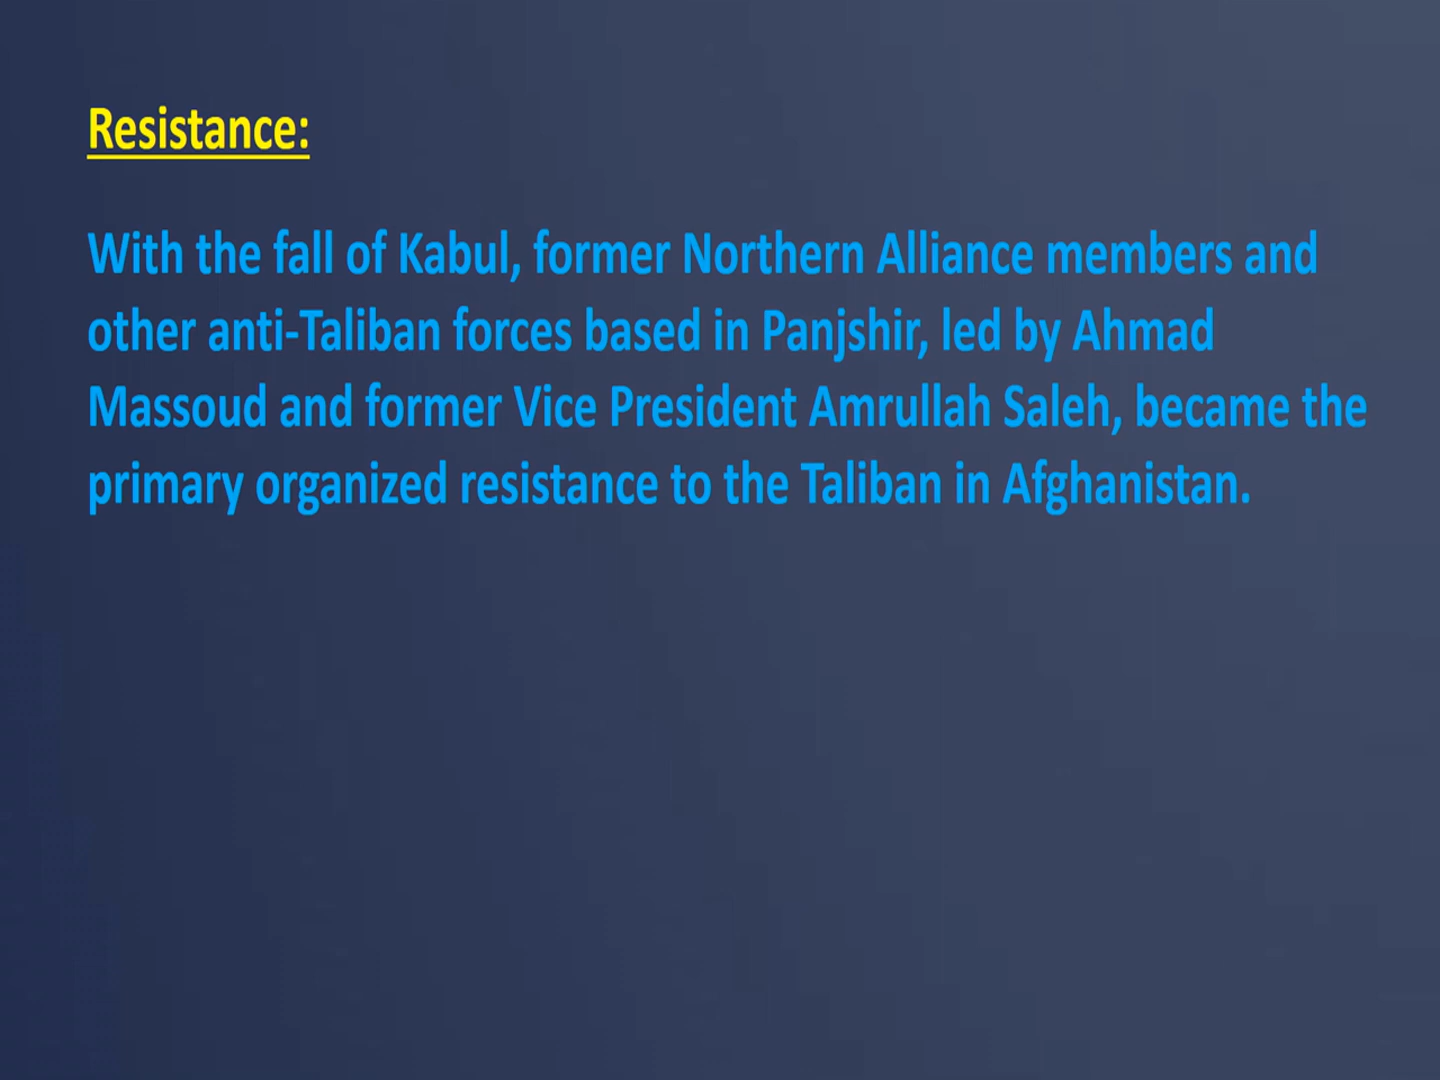 Resistance:
With the fall of Kabul, former Northern Alliance members and
other anti-Taliban forces based in Panjshir, led by Ahmad
Massoud and former Vice President Amrullah Saleh, became the
primary organized resistance to the Taliban in Afghanistan.